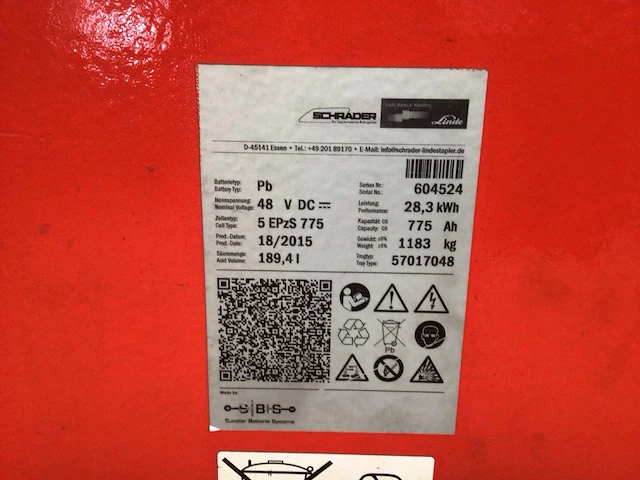 SCHRADER
Linde Material Handling
Linde
D-45141 Essen • Tel.: +49 201 89170 • E-Mail: info@schrader-lindestapler.de
Batterietyp: Pb
Battery Typ:
Nennspannung: 48 V DC
Nominal Voltage:
Zellentyp: 5 EPzS 775
Cell Type:
Prod.-Datum: 18/2015
Prod.-Date:
Säuremenge: 189,4 l
Acid Volume:
Serien Nr.: 604524
Serial No.:
Leistung: 28,3 kWh
Performance:
Kapazität: C5 775 Ah
Capacity: C5
Gewicht: ±5% 1183 kg
Weight: ±5%
Trogtyp: 57017048
Tray Type:
Pb
Made by:
S|B|S
Suester Batterie Systeme